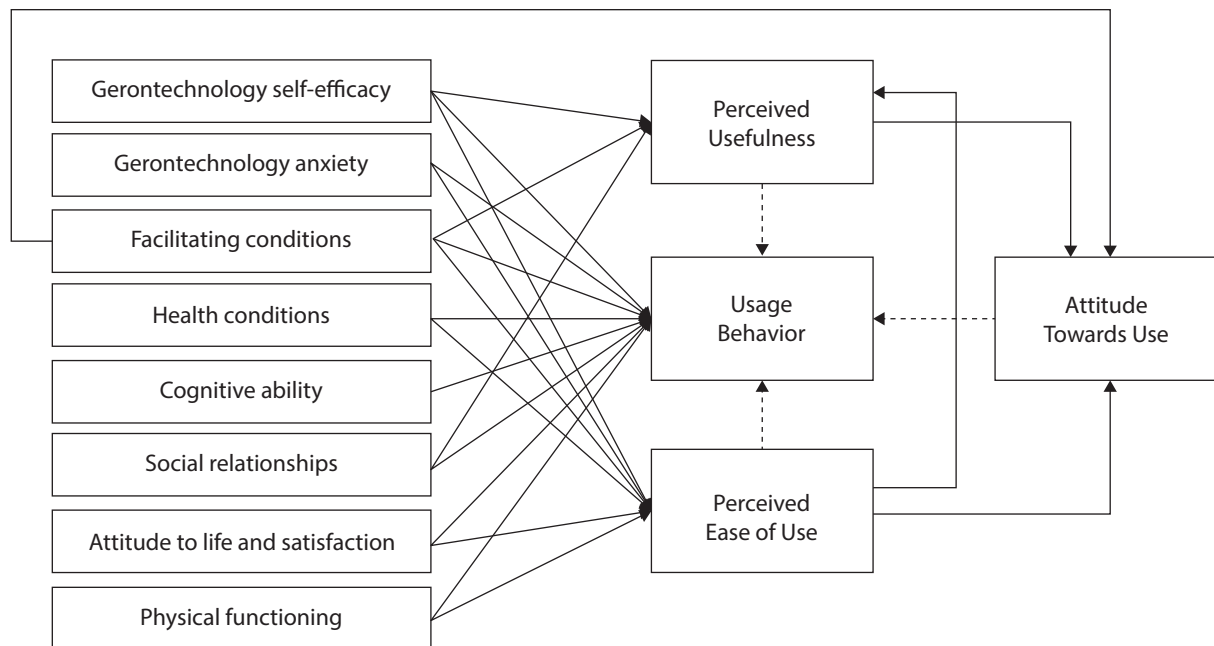 Gerontechnology self-efficacy
Gerontechnology anxiety
Facilitating conditions
Health conditions
Cognitive ability
Social relationships
Attitude to life and satisfaction
Physical functioning
Perceived
Usefulness
Usage
Behavior
Perceived
Ease of Use
Attitude
Towards Use